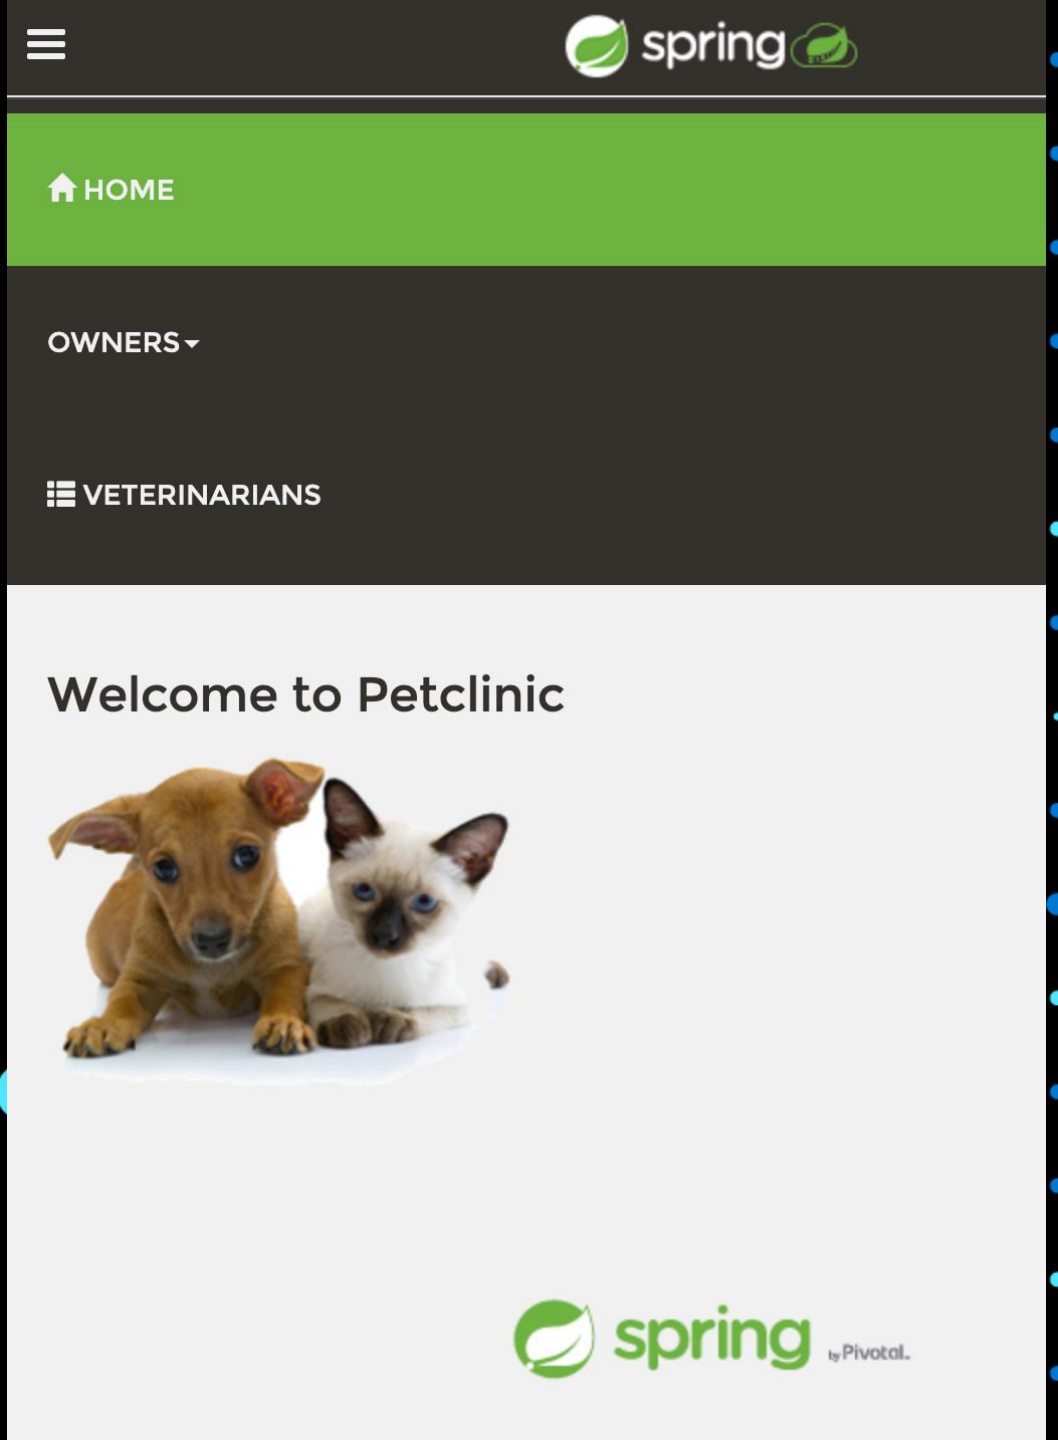 spring
HOME
OWNERS
VETERINARIANS
Welcome to Petclinic
spring by Pivotal.